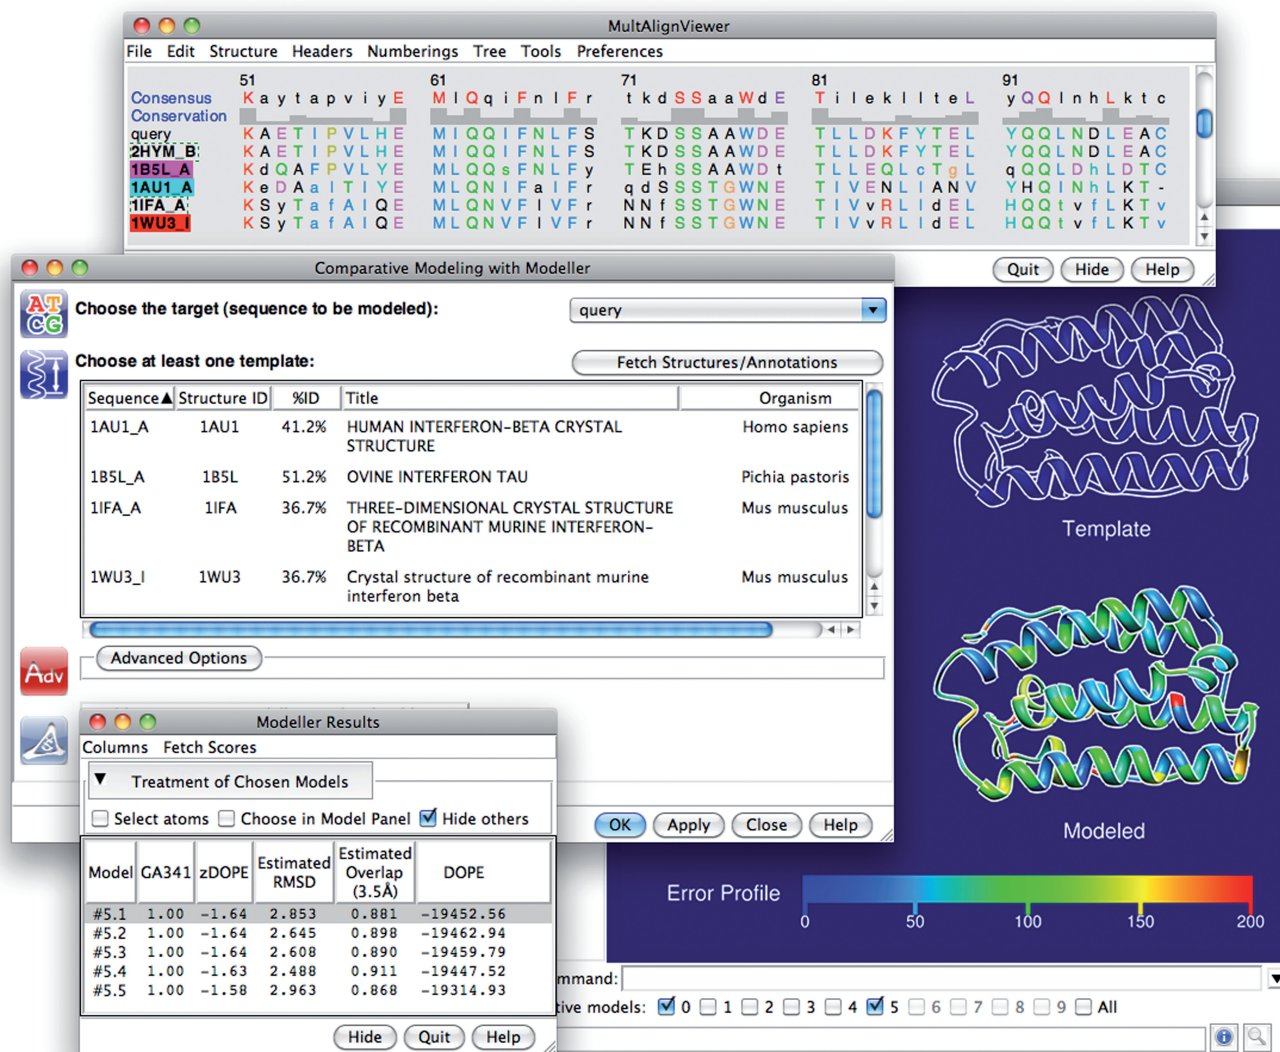 MultAlignViewer
File Edit Structure Headers Numberings Tree Tools Preferences
51 61 71 81 91
Consensus K a y t a p v i y E M I Q q i F n l F r t k d S S a a W d E T i l e k l l t e L y Q Q l n h L k t c
Conservation
query K A E T I P V L H E M I Q Q I F N L F S T K D S S A A W D E T L L D K F Y T E L Y Q Q L N D L E A C
2HYM_B K A E T I P V L H E M I Q Q I F N L F S T K D S S A A W D E T L L D K F Y T E L Y Q Q L N D L E A C
1B5L_A K d Q A F P V L Y E M L Q Q s F N L F y T E h S S A A W D t T L L E Q L c T g L q Q Q L D h L D T C
1AU1_A K e D A a I T I Y E M L Q N I F a I F r q d S S S T G W N E T I V E N L I A N V Y H Q I N h L K T -
1IFA_A K S y T a f A I Q E M L Q N V F I V F r N N f S S T G W N E T I V v R L I d E L H Q Q t v f L K T v
1WU3_I K S y T a f A I Q E M L Q N V F I V F r N N f S S T G W N E T I V v R L I d E L H Q Q t v f L K T v
Quit Hide Help
Comparative Modeling with Modeller
AT
CG
Choose the target (sequence to be modeled): query
Choose at least one template: Fetch Structures/Annotations
Sequence▲ Structure ID %ID Title Organism
1AU1_A 1AU1 41.2% HUMAN INTERFERON-BETA CRYSTAL Homo sapiens
STRUCTURE
1B5L_A 1B5L 51.2% OVINE INTERFERON TAU Pichia pastoris
1IFA_A 1IFA 36.7% THREE-DIMENSIONAL CRYSTAL STRUCTURE Mus musculus
OF RECOMBINANT MURINE INTERFERON-
BETA
1WU3_I 1WU3 36.7% Crystal structure of recombinant murine Mus musculus
interferon beta
Adv
Advanced Options
OK Apply Close Help
Template
Modeled
Error Profile
0 50 100 150 200
Modeller Results
Columns Fetch Scores
▼ Treatment of Chosen Models
Select atoms Choose in Model Panel Hide others
Model GA341 zDOPE Estimated RMSD Estimated Overlap (3.5Å) DOPE
#5.1 1.00 -1.64 2.853 0.881 -19452.56
#5.2 1.00 -1.64 2.645 0.898 -19462.94
#5.3 1.00 -1.64 2.608 0.890 -19459.79
#5.4 1.00 -1.63 2.488 0.911 -19447.52
#5.5 1.00 -1.58 2.963 0.868 -19314.93
Hide Quit Help
mmand:
tive models: 0 1 2 3 4 5 6 7 8 9 All